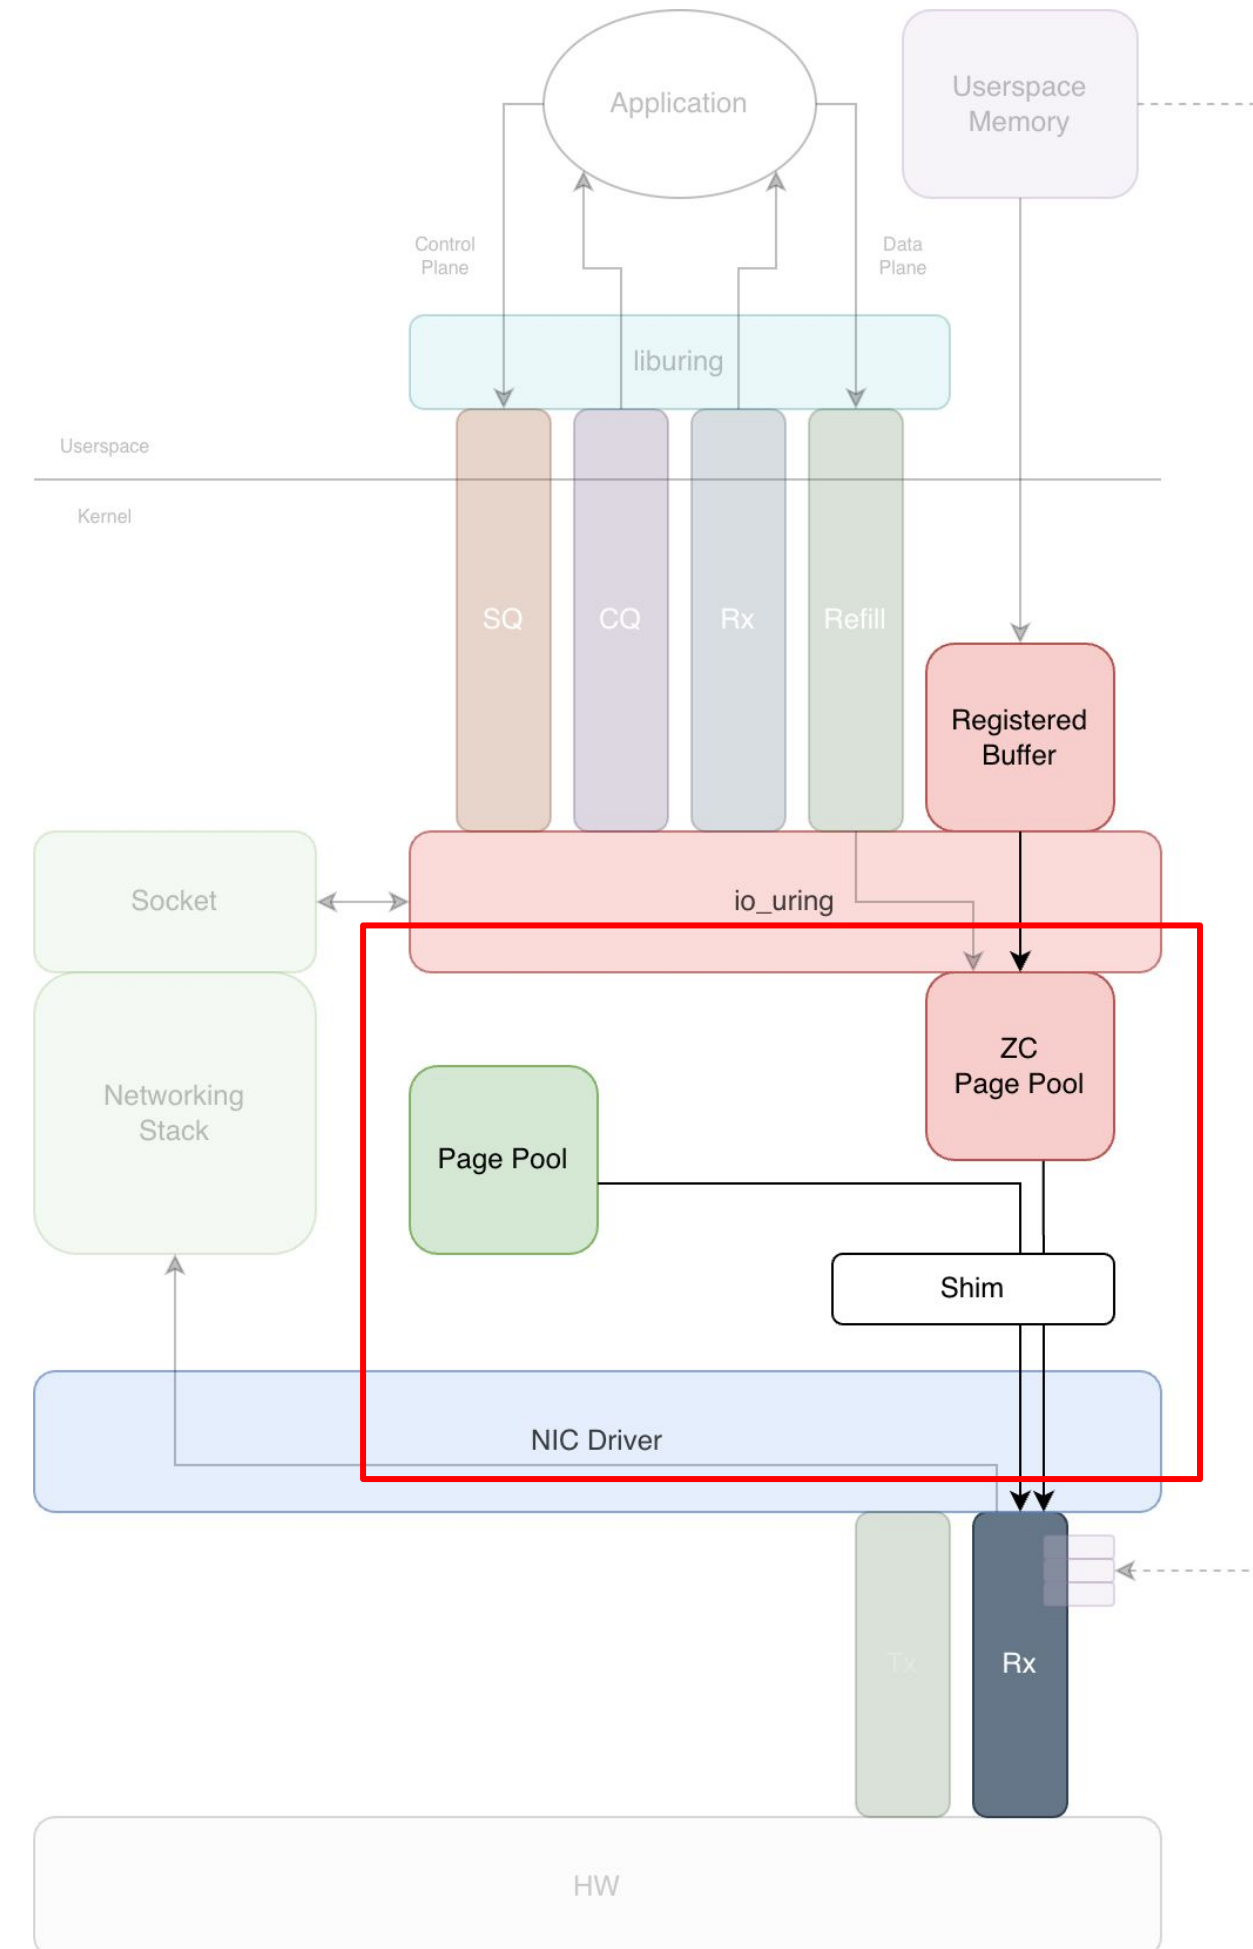 Application
Userspace
Memory
Control
Plane
Data
Plane
liburing
Userspace
Kernel
SQ
CQ
Rx
Refill
Registered
Buffer
Socket
io_uring
ZC
Page Pool
Networking
Stack
Page Pool
Shim
NIC Driver
Tx
Rx
HW